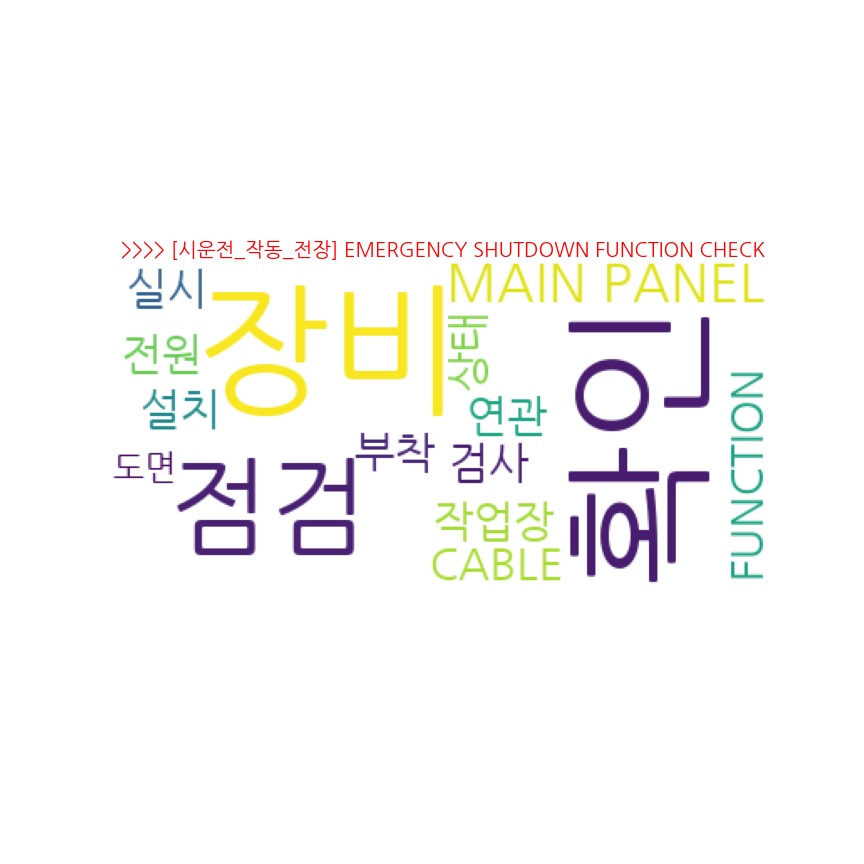 >>>> [시운전_작동_전장] EMERGENCY SHUTDOWN FUNCTION CHECK
실시
장비
MAIN PANEL
전원
상태
확인
설치
연관
FUNCTION
부착
검사
도면
점검
작업장
CABLE